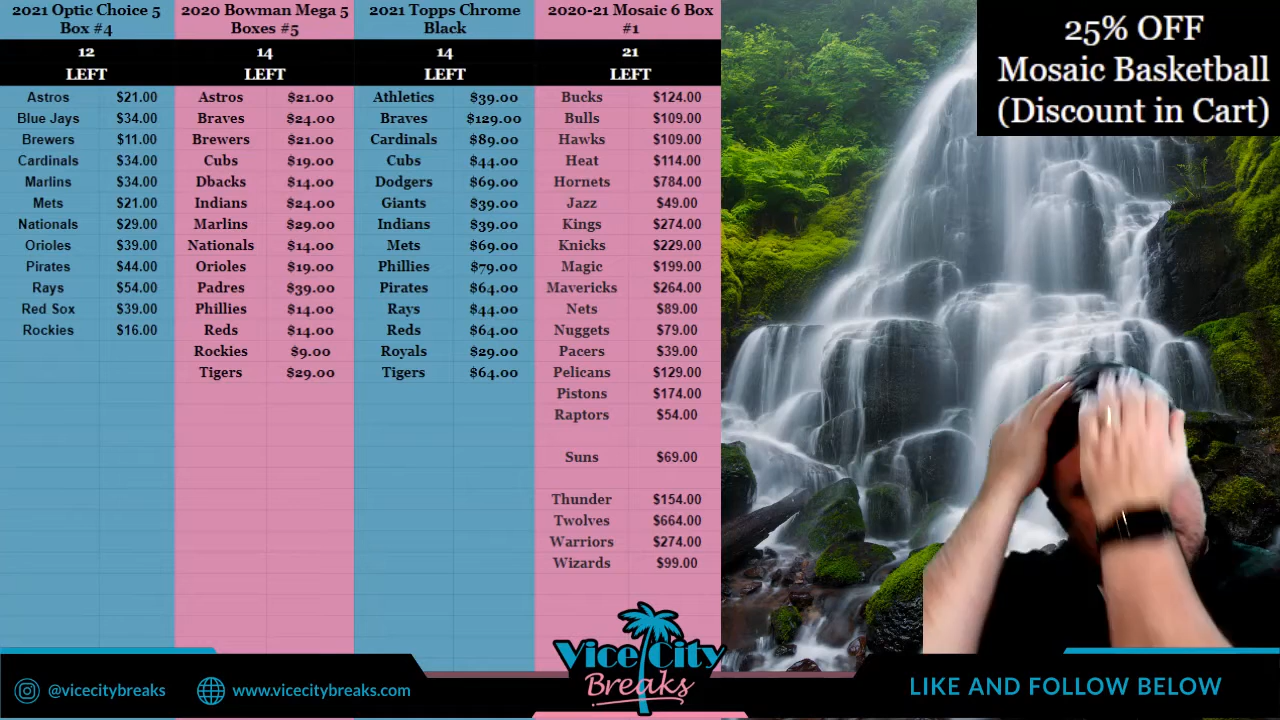 2021 Optic Choice 5
Box #4
12
LEFT
Astros $21.00
Blue Jays $34.00
Brewers $11.00
Cardinals $34.00
Marlins $34.00
Mets $21.00
Nationals $29.00
Orioles $39.00
Pirates $44.00
Rays $54.00
Red Sox $39.00
Rockies $16.00
2020 Bowman Mega 5
Boxes #5
14
LEFT
Astros $21.00
Braves $24.00
Brewers $21.00
Cubs $19.00
Dbacks $14.00
Indians $24.00
Marlins $29.00
Nationals $14.00
Orioles $19.00
Padres $39.00
Phillies $14.00
Reds $14.00
Rockies $9.00
Tigers $29.00
2021 Topps Chrome
Black
14
LEFT
Athletics $39.00
Braves $129.00
Cardinals $89.00
Cubs $44.00
Dodgers $69.00
Giants $39.00
Indians $39.00
Mets $69.00
Phillies $79.00
Pirates $64.00
Rays $44.00
Reds $64.00
Royals $29.00
Tigers $64.00
2020-21 Mosaic 6 Box
#1
21
LEFT
Bucks $124.00
Bulls $109.00
Hawks $109.00
Heat $114.00
Hornets $784.00
Jazz $49.00
Kings $274.00
Knicks $229.00
Magic $199.00
Mavericks $264.00
Nets $89.00
Nuggets $79.00
Pacers $39.00
Pelicans $129.00
Pistons $174.00
Raptors $54.00
Suns $69.00
Thunder $154.00
Twolves $664.00
Warriors $274.00
Wizards $99.00
25% OFF
Mosaic Basketball
(Discount in Cart)
@vicecitybreaks
www.vicecitybreaks.com
Vice City
Breaks
LIKE AND FOLLOW BELOW